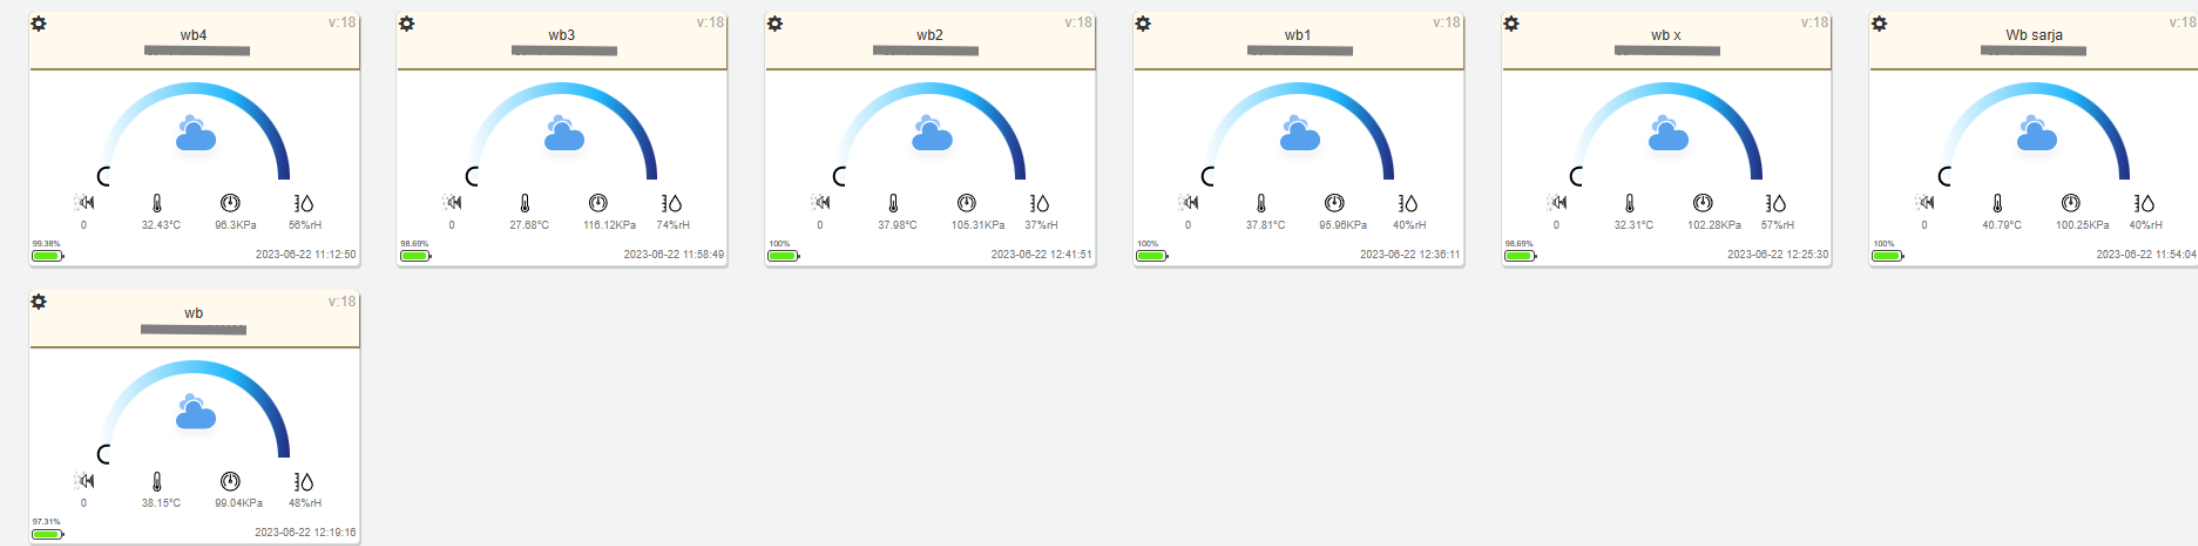 v:18
wb4
0 32.43°C 96.3KPa 56%rH
99.38%
2023-06-22 11:12:50
v:18
wb3
0 27.68°C 116.12KPa 74%rH
98.69%
2023-06-22 11:58:49
v:18
wb2
0 37.98°C 105.31KPa 37%rH
100%
2023-06-22 12:41:51
v:18
wb1
0 37.81°C 95.96KPa 40%rH
100%
2023-06-22 12:36:11
v:18
wb x
0 32.31°C 102.28KPa 57%rH
98.69%
2023-06-22 12:25:30
v:18
Wb sarja
0 40.79°C 100.25KPa 40%rH
100%
2023-06-22 11:54:04
v:18
wb
0 38.15°C 99.04KPa 48%rH
97.31%
2023-06-22 12:19:16